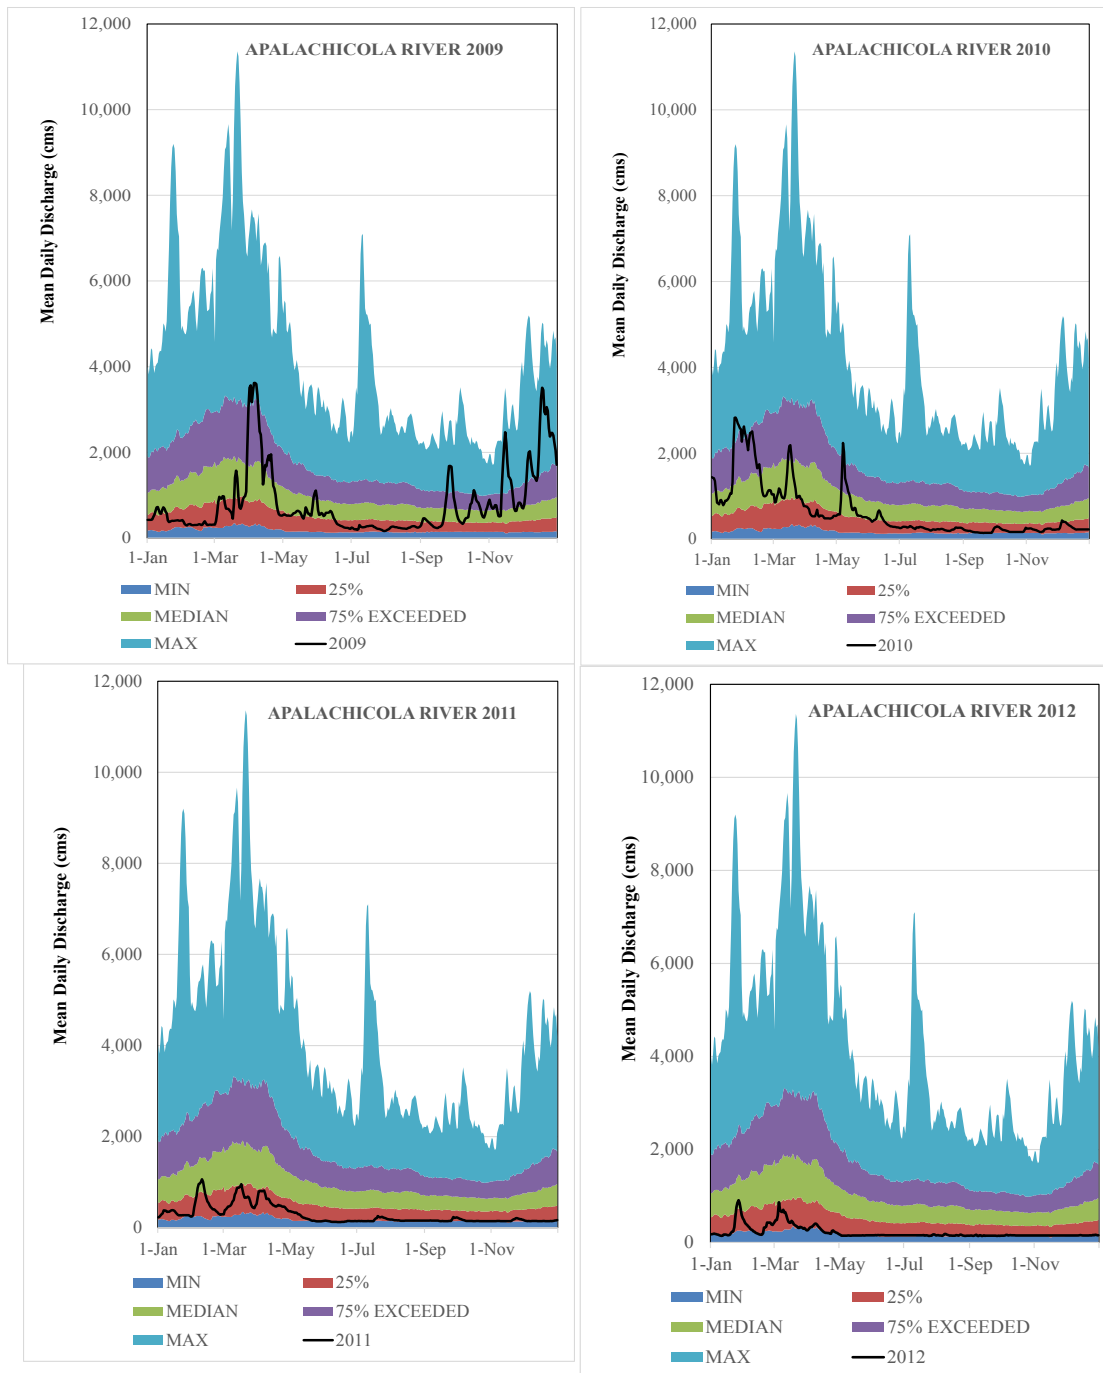 APALACHICOLA RIVER 2009
Mean Daily Discharge (cms)
12,000
10,000
8,000
6,000
4,000
2,000
0
1-Jan 1-Mar 1-May 1-Jul 1-Sep 1-Nov
MIN 25%
MEDIAN 75% EXCEEDED
MAX 2009
APALACHICOLA RIVER 2010
Mean Daily Discharge (cms)
12,000
10,000
8,000
6,000
4,000
2,000
0
1-Jan 1-Mar 1-May 1-Jul 1-Sep 1-Nov
MIN 25%
MEDIAN 75% EXCEEDED
MAX 2010
APALACHICOLA RIVER 2011
Mean Daily Discharge (cms)
12,000
10,000
8,000
6,000
4,000
2,000
0
1-Jan 1-Mar 1-May 1-Jul 1-Sep 1-Nov
MIN 25%
MEDIAN 75% EXCEEDED
MAX 2011
APALACHICOLA RIVER 2012
Mean Daily Discharge (cms)
12,000
10,000
8,000
6,000
4,000
2,000
0
1-Jan 1-Mar 1-May 1-Jul 1-Sep 1-Nov
MIN 25%
MEDIAN 75% EXCEEDED
MAX 2012